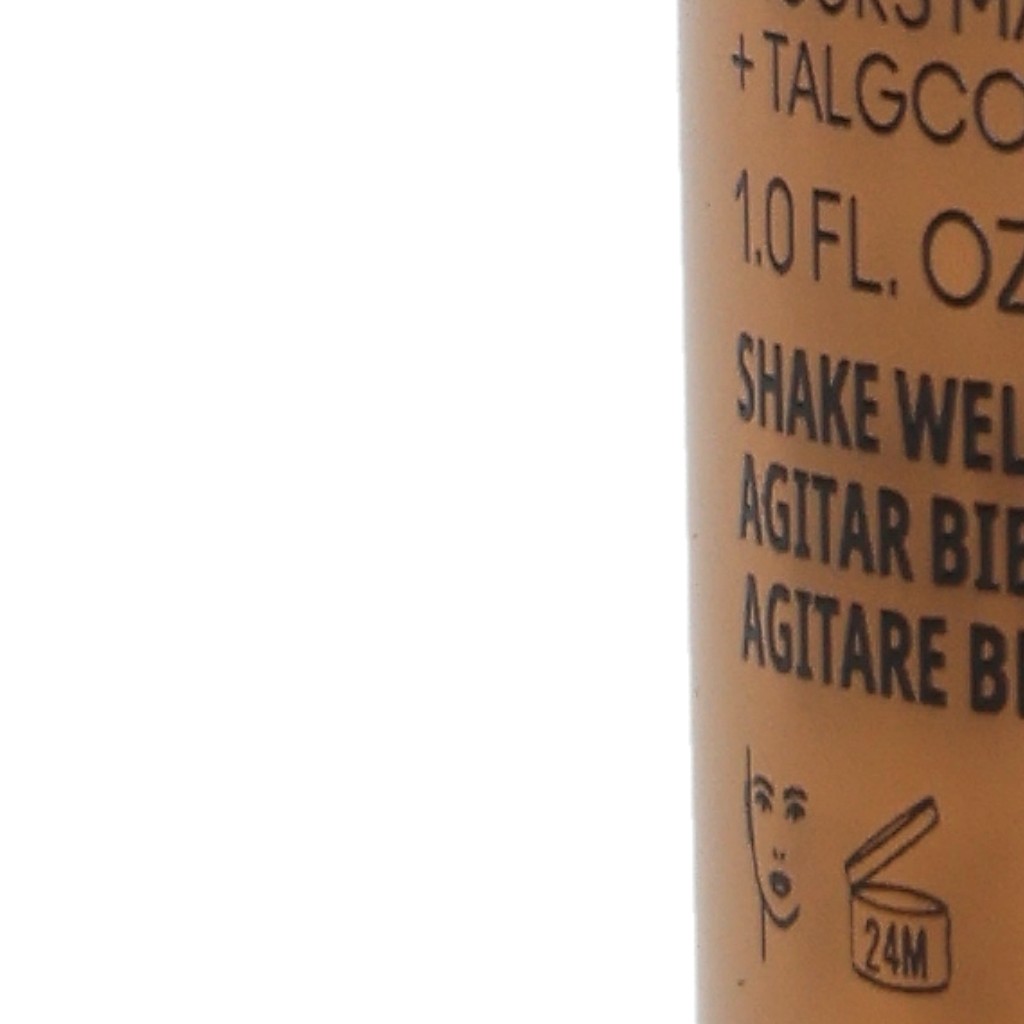 + TALGCO
1.0 FL. OZ
SHAKE WEL
AGITAR BIE
AGITARE BE
24M